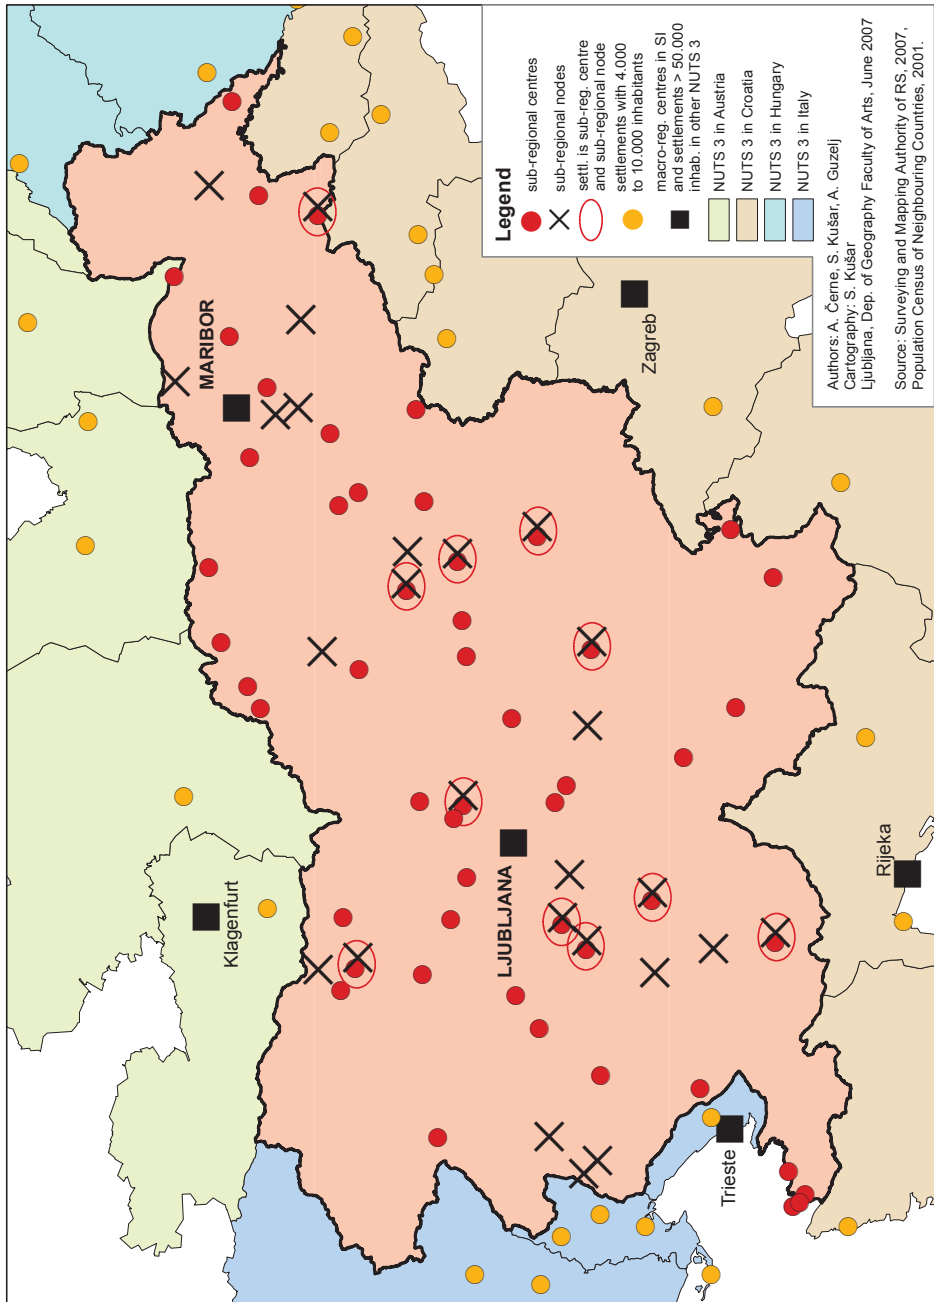 MARIBOR
Klagenfurt
LJUBLJANA
Zagreb
Rijeka
Trieste
Legend
sub-regional centres
sub-regional nodes
settl. is sub-reg. centre
and sub-regional node
settlements with 4.000
to 10.000 inhabitants
macro-reg. centres in SI
and settlements > 50.000
inhab. in other NUTS 3
NUTS 3 in Austria
NUTS 3 in Croatia
NUTS 3 in Hungary
NUTS 3 in Italy
Authors: A. Černe, S. Kušar, A. Guzelj
Cartography: S. Kušar
Ljubljana, Dep. of Geography Faculty of Arts, June 2007
Source: Surveying and Mapping Authority of RS, 2007,
Population Census of Neighbouring Countries, 2001.